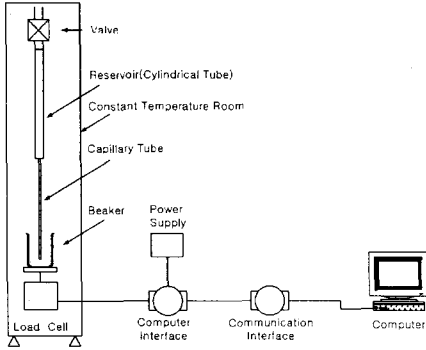 Valve
Reservoir(Cylindrical Tube)
Constant Temperature Room
Capillary Tube
Beaker
Power
Supply
Load Cell
Computer
Interface
Communication
Interface
Computer